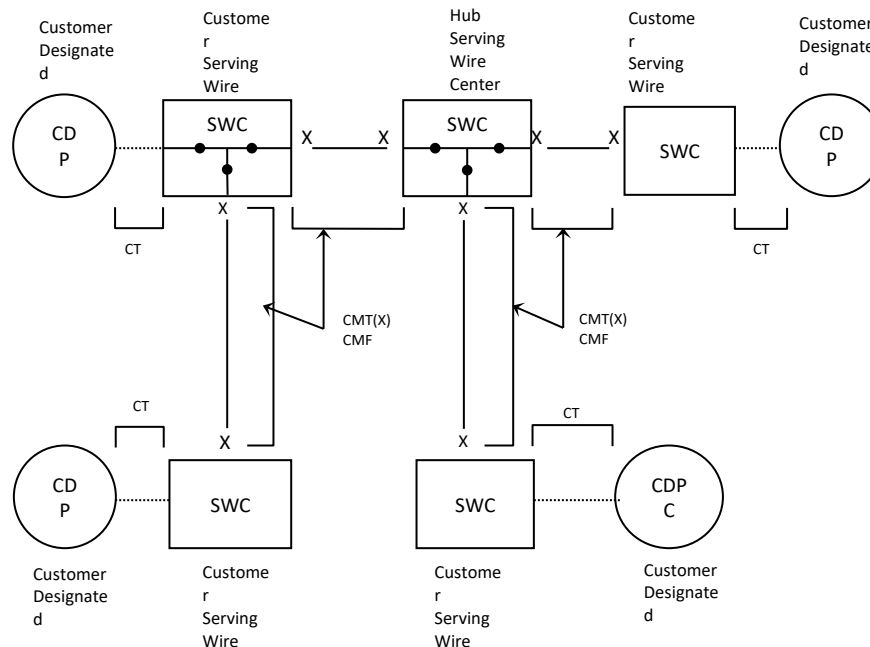 Customer
Designate
d
Custome
r
Serving
Wire
Hub
Serving
Wire
Center
Custome
r
Serving
Wire
Customer
Designate
d
CD
P
SWC
X
X
SWC
X
X
SWC
CD
P
X
X
CT
CT
CMT(X)
CMF
CMT(X)
CMF
CT
CT
X
X
CD
P
SWC
SWC
CDP
C
Customer
Designate
d
Custome
r
Serving
Wire
Custome
r
Serving
Wire
Customer
Designate
d